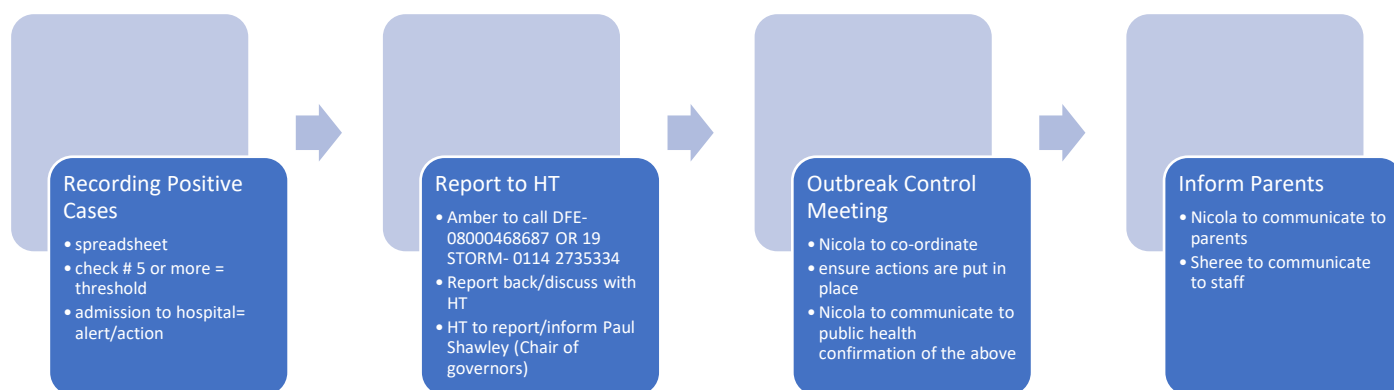 Recording Positive
Cases
• spreadsheet
• check # 5 or more =
threshold
• admission to hospital=
alert/action
Report to HT
• Amber to call DFE-
08000468687 OR 19
STORM- 0114 2735334
• Report back/discuss with
HT
• HT to report/inform Paul
Shawley (Chair of
governors)
Outbreak Control
Meeting
• Nicola to co-ordinate
• ensure actions are put in
place
• Nicola to communicate to
public health
confirmation of the above
Inform Parents
• Nicola to communicate to
parents
• Sheree to communicate
to staff